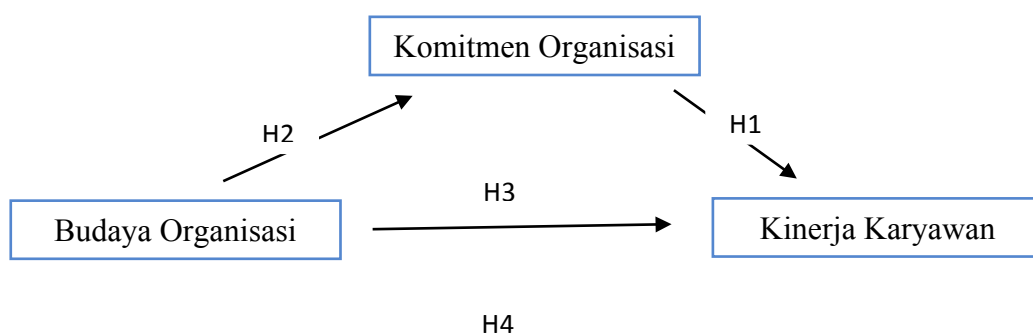 Komitmen Organisasi
H2
H1
H3
Budaya Organisasi
Kinerja Karyawan
H4